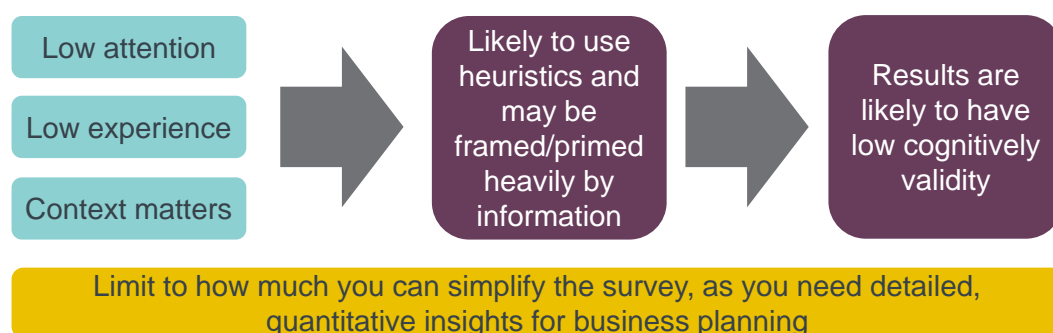 Low attention
Low experience
Context matters
Likely to use
heuristics and
may be
framed/primed
heavily by
information
Results are
likely to have
low cognitively
validity
Limit to how much you can simplify the survey, as you need detailed,
quantitative insights for business planning